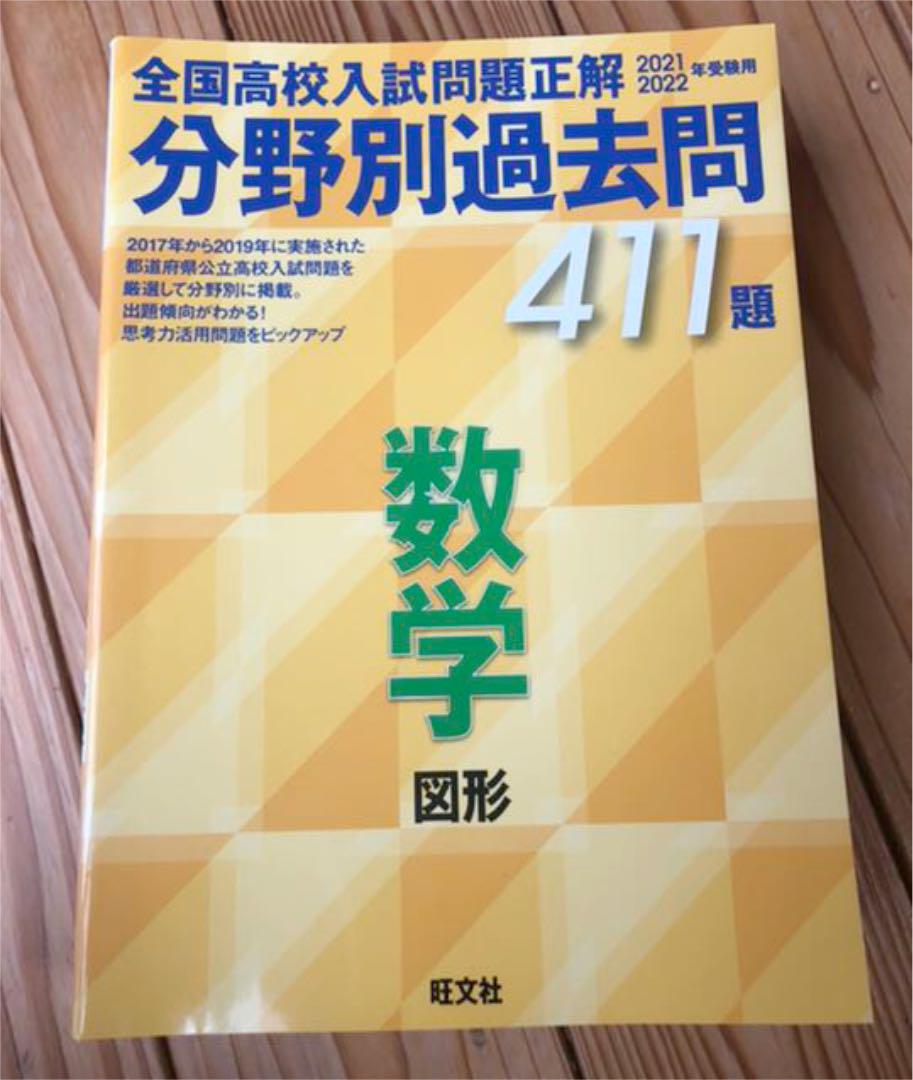 全国高校入試問題正解 2021 2022 年受験用
分野別過去問
411題
2017年から2019年に実施された
都道府県公立高校入試問題を
厳選して分野別に掲載。
出題傾向がわかる！
思考力活用問題をピックアップ
数学
図形
旺文社